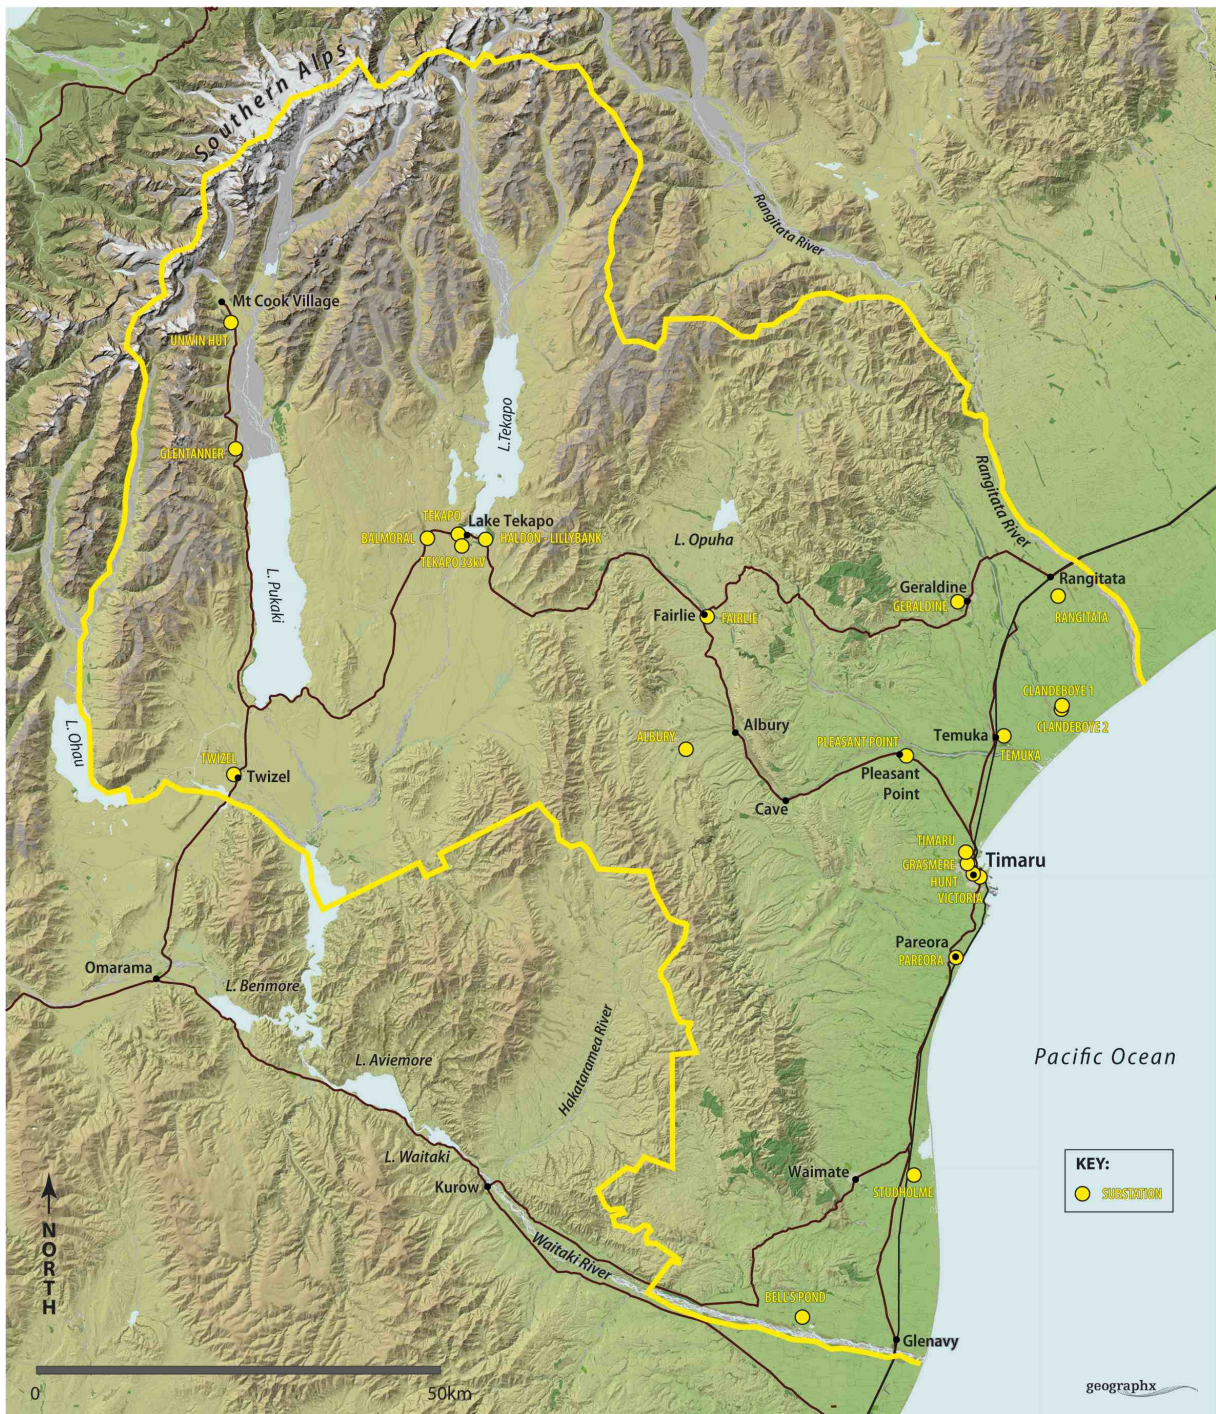 Southern Alps
Rangitata River
Mt Cook Village
UNWIN HUT
L.Tekapo
GLENTANNER
Rangitata River
TEKAPO
Lake Tekapo
BALMORAL
HALDON - LILLYBANK
TEKAPO 33kV
L. Opuha
L. Pukaki
Rangitata
Geraldine
GERALDINE
RANGITATA
Fairlie
FAIRLIE
CLANDEBOYE 1
CLANDEBOYE 2
L. Ohau
Albury
ALBURY
PLEASANT POINT
Temuka
TEMUKA
TWIZEL
Twizel
Pleasant
Point
Cave
TIMARU
Timaru
GRASMERE
HUNT
VICTORIA
Pareora
PAREORA
Omarama
L. Benmore
L. Aviemore
Hakataramea River
Pacific Ocean
L. Waitaki
Kurow
Waimate
STUDHOLME
KEY:
SUBSTATION
NORTH
Waitaki River
BELL'S POND
Glenavy
0
50km
geographx